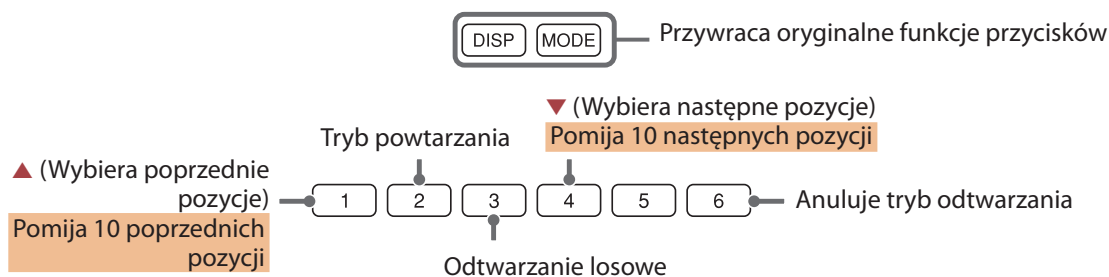 DISP MODE Przywraca oryginalne funkcje przycisków
▼ (Wybiera następne pozycje)
Pomija 10 następnych pozycji
Tryb powtarzania
▲ (Wybiera poprzednie
pozycje)
Pomija 10 poprzednich
pozycji
1 2 3 4 5 6
Anuluje tryb odtwarzania
Odtwarzanie losowe